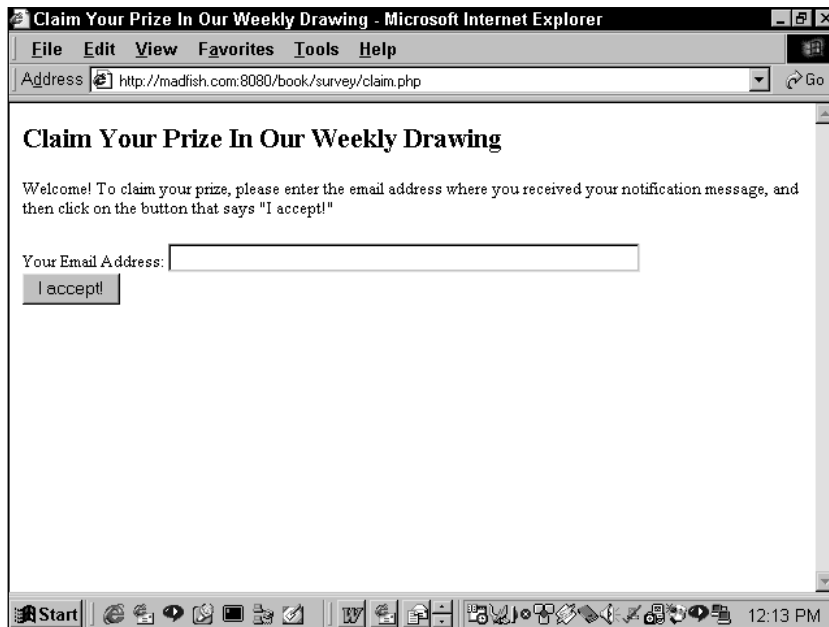 Claim Your Prize In Our Weekly Drawing - Microsoft Internet Explorer
File Edit View Favorites Tools Help
Address http://madfish.com:8080/book/survey/claim.php Go
Claim Your Prize In Our Weekly Drawing
Welcome! To claim your prize, please enter the email address where you received your notification message, and
then click on the button that says "I accept!"
Your Email Address:
I accept!
Start 12:13 PM